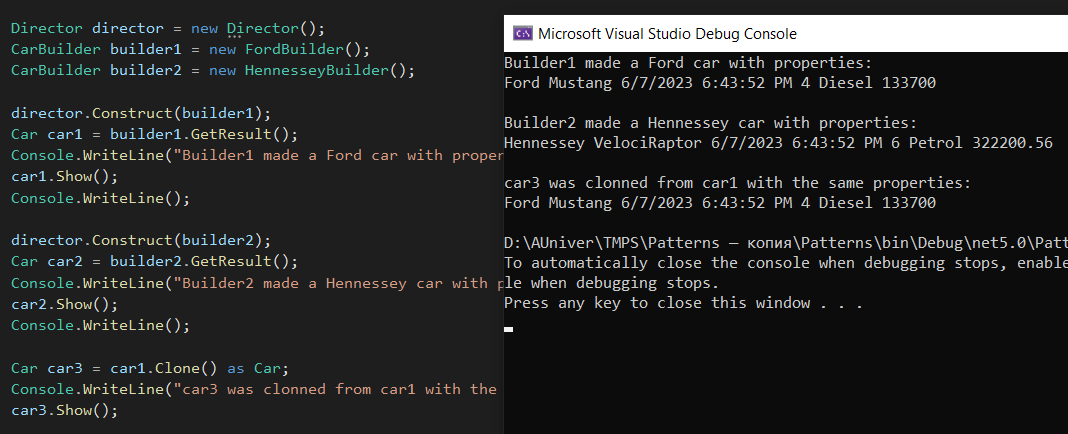 Director director = new Director();
CarBuilder builder1 = new FordBuilder();
CarBuilder builder2 = new HennesseyBuilder();
director.Construct(builder1);
Car car1 = builder1.GetResult();
Console.WriteLine("Builder1 made a Ford car with proper
car1.Show();
Console.WriteLine();
director.Construct(builder2);
Car car2 = builder2.GetResult();
Console.WriteLine("Builder2 made a Hennessey car with p
car2.Show();
Console.WriteLine();
Car car3 = car1.Clone() as Car;
Console.WriteLine("car3 was clonned from car1 with the
car3.Show();
Microsoft Visual Studio Debug Console
Builder1 made a Ford car with properties:
Ford Mustang 6/7/2023 6:43:52 PM 4 Diesel 133700
Builder2 made a Hennessey car with properties:
Hennessey VelociRaptor 6/7/2023 6:43:52 PM 6 Petrol 322200.56
car3 was clonned from car1 with the same properties:
Ford Mustang 6/7/2023 6:43:52 PM 4 Diesel 133700
D:\AUniver\TMPS\Patterns — копия\Patterns\bin\Debug\net5.0\Patt
To automatically close the console when debugging stops, enable
le when debugging stops.
Press any key to close this window . . .